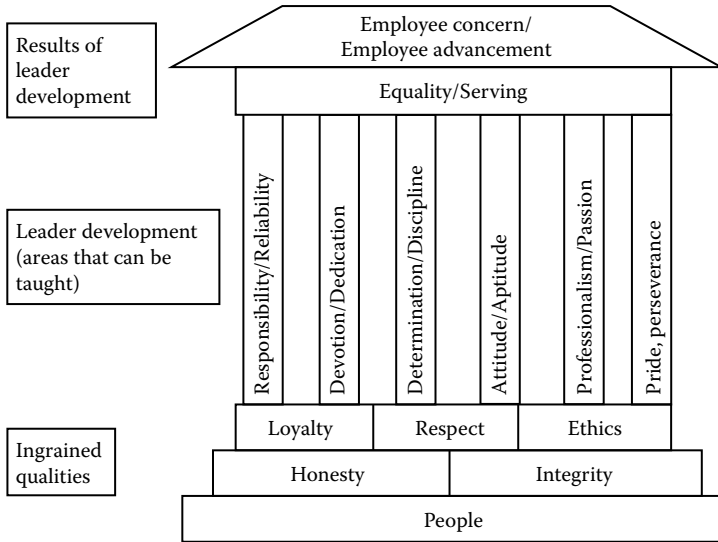 Results of
leader
development
Employee concern/
Employee advancement
Equality/Serving
Leader development
(areas that can be
taught)
Responsibility/Reliability
Devotion/Dedication
Determination/Discipline
Attitude/Aptitude
Professionalism/Passion
Pride, perseverance
Ingrained
qualities
Loyalty
Respect
Ethics
Honesty
Integrity
People